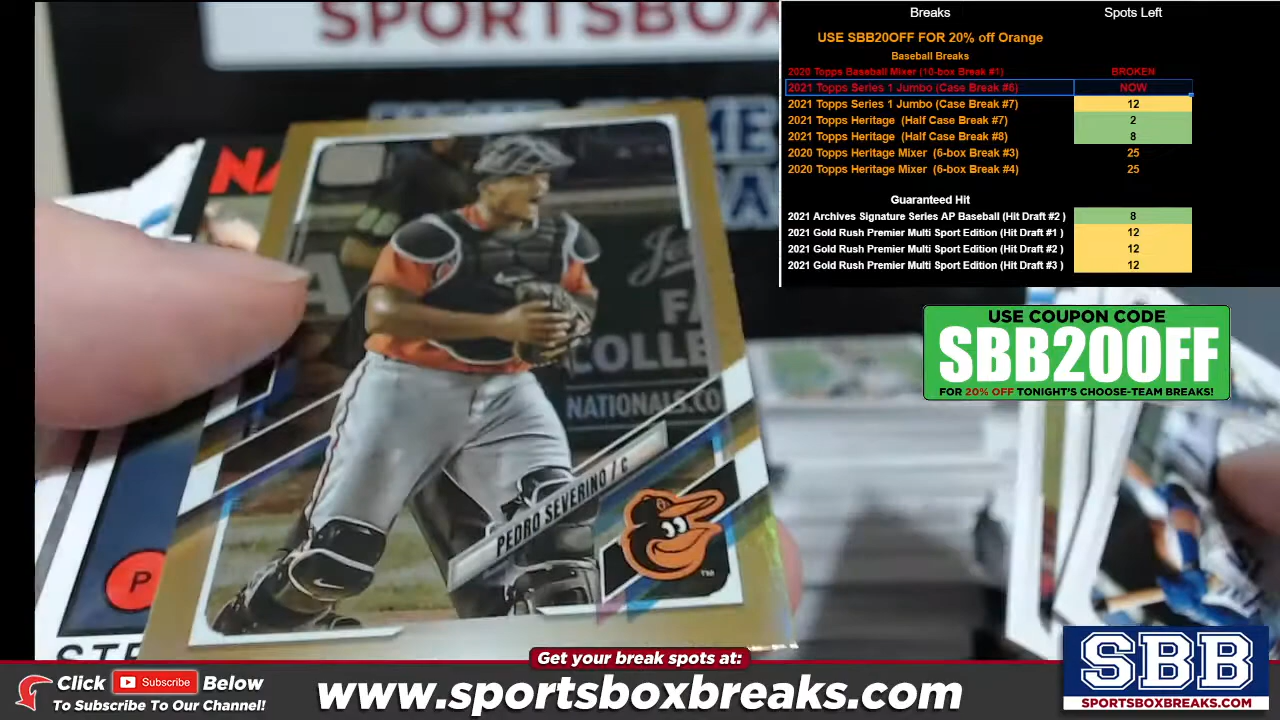 SPORTSBOX
Breaks Spots Left
USE SBB20OFF FOR 20% off Orange
Baseball Breaks
2020 Topps Baseball Mixer (10-box Break #1) BROKEN
2021 Topps Series 1 Jumbo (Case Break #6) NOW
2021 Topps Series 1 Jumbo (Case Break #7) 12
2021 Topps Heritage (Half Case Break #7) 2
2021 Topps Heritage (Half Case Break #8) 8
2020 Topps Heritage Mixer (6-box Break #3) 25
2020 Topps Heritage Mixer (6-box Break #4) 25
Guaranteed Hit
2021 Archives Signature Series AP Baseball (Hit Draft #2 ) 8
2021 Gold Rush Premier Multi Sport Edition (Hit Draft #1 ) 12
2021 Gold Rush Premier Multi Sport Edition (Hit Draft #2 ) 12
2021 Gold Rush Premier Multi Sport Edition (Hit Draft #3 ) 12
USE COUPON CODE
SBB20OFF
FOR 20% OFF TONIGHT'S CHOOSE-TEAM BREAKS!
NA
FA
COLLE
NATIONALS.CO
PEDRO SEVERINO / C
TM
P
STE
Get your break spots at:
Click Subscribe Below
To Subscribe To Our Channel!
www.sportsboxbreaks.com
SBB
SPORTSBOXBREAKS.COM